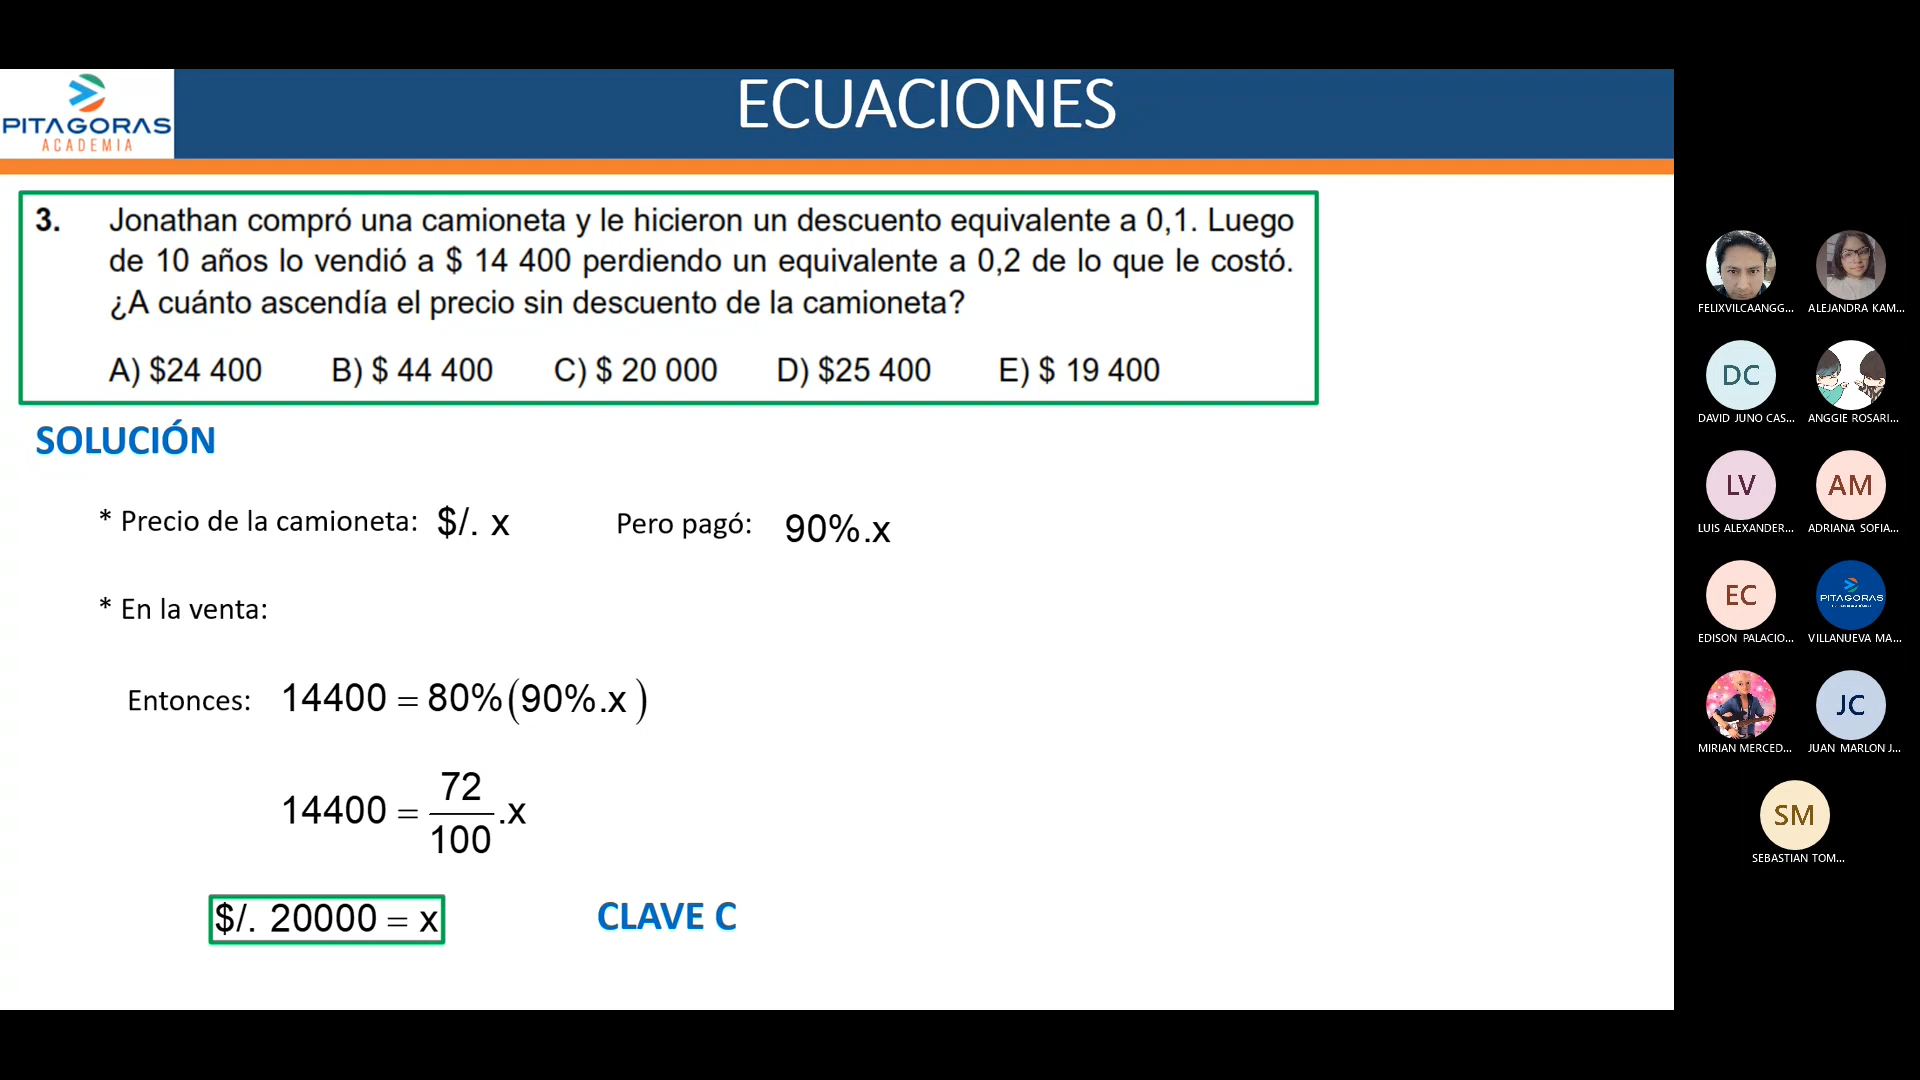 PITAGORAS
ACADEMIA
ECUACIONES
3. Jonathan compró una camioneta y le hicieron un descuento equivalente a 0,1. Luego
de 10 años lo vendió a $ 14 400 perdiendo un equivalente a 0,2 de lo que le costó.
¿A cuánto ascendía el precio sin descuento de la camioneta?
A) $24 400 B) $ 44 400 C) $ 20 000 D) $25 400 E) $ 19 400
SOLUCIÓN
* Precio de la camioneta: $/. x Pero pagó: 90%.x
* En la venta:
Entonces: 14400 = 80%(90%.x )
14400 = 72/100 .x
$/. 20000 = x CLAVE C
FELIXVILCAANGG... ALEJANDRA KAM...
DC
DAVID JUNO CAS... ANGGIE ROSARI...
LV AM
LUIS ALEXANDER... ADRIANA SOFIA...
EC PITAGORAS
EDISON PALACIO... VILLANUEVA MA...
JC
MIRIAN MERCED... JUAN MARLON J...
SM
SEBASTIAN TOM...